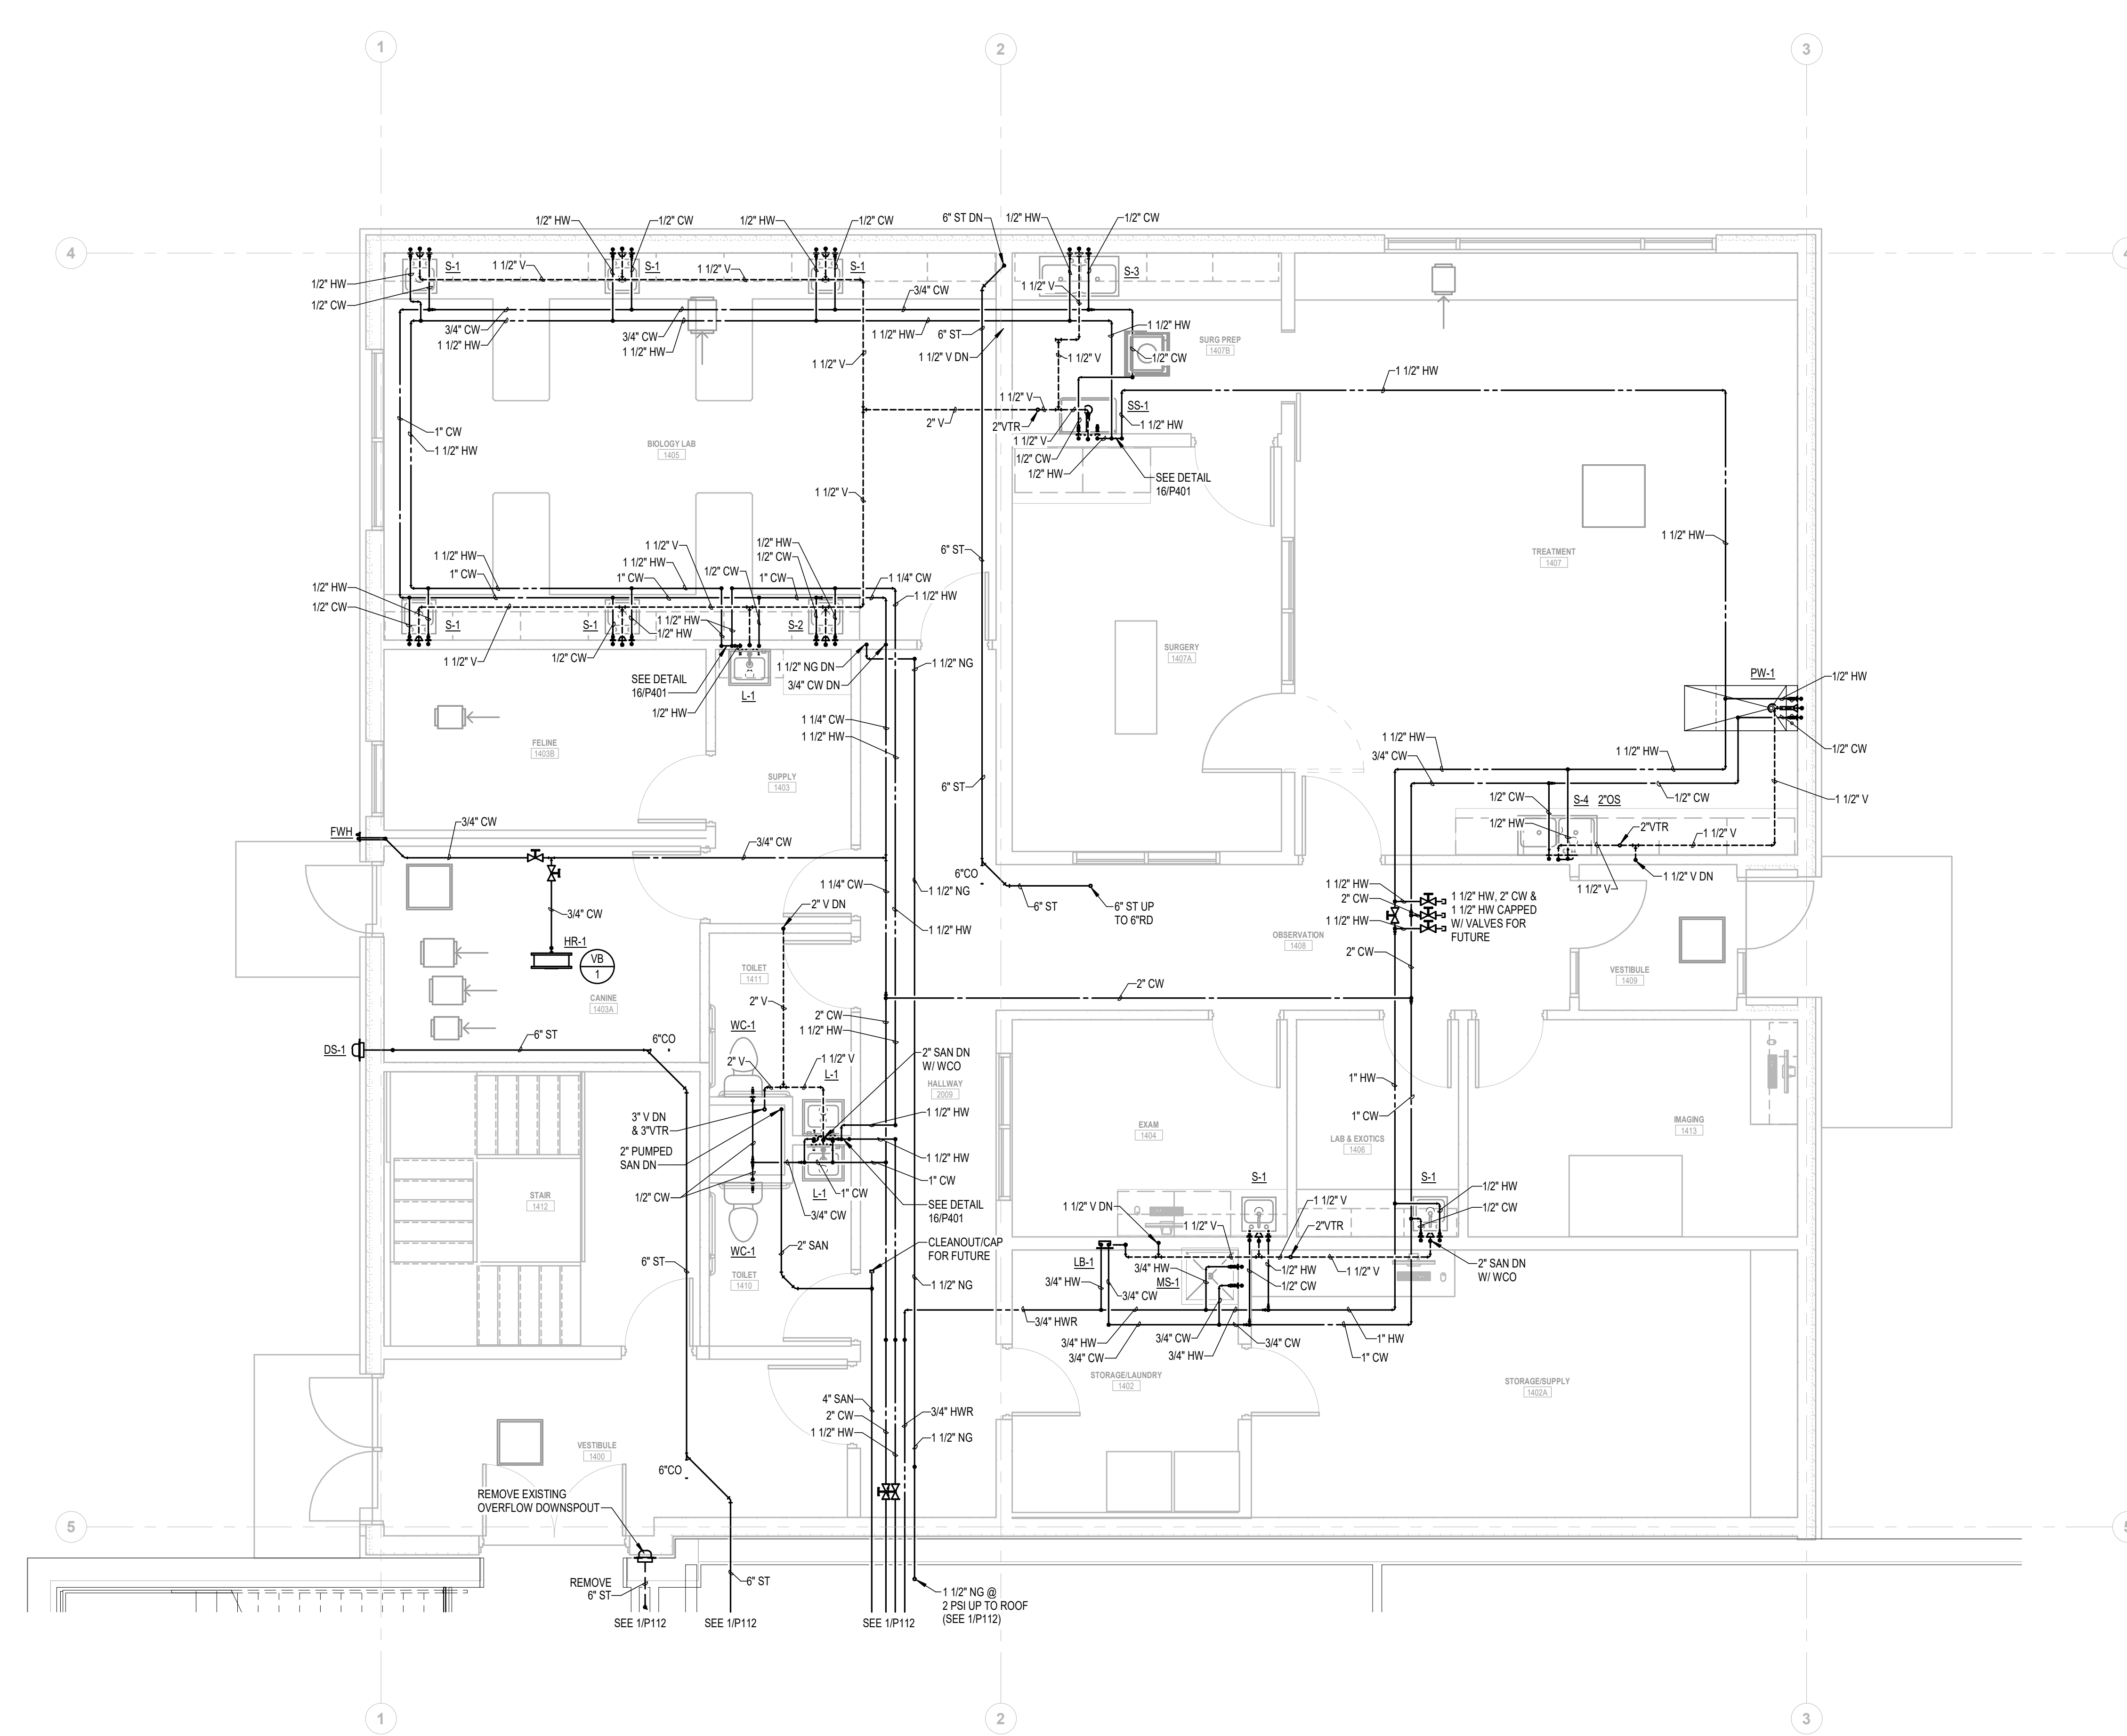 1
2
3
1/2" HW
1/2" CW
1/2" HW
1/2" CW
6" ST DN
1/2" HW
1/2" CW
4
4
S-1
1 1/2" V
S-1
1 1/2" V
S-1
S-3
1/2" HW
1/2" CW
1 1/2" V
3/4" CW
3/4" CW
1 1/2" HW
3/4" CW
1 1/2" HW
1 1/2" HW
6" ST
1 1/2" HW
SURG PREP
1407B
1 1/2" V
1 1/2" V DN
1 1/2" V
1/2" CW
1 1/2" HW
1" CW
1 1/2" HW
BIOLOGY LAB
1405
2" V
1 1/2" V
2"VTR
SS-1
1 1/2" HW
1 1/2" V
1/2" CW
1/2" HW
SEE DETAIL
16/P401
1 1/2" V
1 1/2" HW
6" ST
TREATMENT
1407
1 1/2" HW
1" CW
1 1/2" V
1 1/2" HW
1" CW
1/2" CW
1/2" HW
1/2" CW
1" CW
1 1/4" CW
1 1/2" HW
1/2" HW
1/2" CW
S-1
S-1
1/2" HW
1 1/2" HW
S-2
1 1/2" V
1/2" CW
SURGERY
1407A
1 1/2" NG DN
3/4" CW DN
1 1/2" NG
SEE DETAIL
16/P401
1/2" HW
L-1
PW-1
1/2" HW
1/2" CW
1 1/4" CW
1 1/2" HW
FELINE
1403B
SUPPLY
1403
1 1/2" HW
3/4" CW
1 1/2" HW
6" ST
1/2" CW
S-4
2"OS
1/2" CW
1 1/2" V
1/2" HW
2"VTR
1 1/2" V
FWH
3/4" CW
3/4" CW
6"CO
1 1/2" V
1 1/2" V DN
1 1/4" CW
1 1/2" NG
3/4" CW
2" V DN
6" ST
6" ST UP
TO 6"RD
1 1/2" HW
2" CW
1 1/2" HW
1 1/2" HW, 2" CW &
1 1/2" HW CAPPED
W/ VALVES FOR
FUTURE
1 1/2" HW
HR-1
VB
1
OBSERVATION
1408
TOILET
1411
2" CW
VESTIBULE
1409
CANINE
1403A
2" V
2" CW
2" CW
1 1/2" HW
WC-1
DS-1
6" ST
6"CO
2" SAN DN
W/ WCO
2" V
1 1/2" V
L-1
HALLWAY
2009
1" HW
1" CW
3" V DN
& 3"VTR
1 1/2" HW
EXAM
1404
LAB & EXOTICS
1406
IMAGING
1413
2" PUMPED
SAN DN
1 1/2" HW
1" CW
STAIR
1412
1/2" CW
L-1
1" CW
3/4" CW
SEE DETAIL
16/P401
S-1
S-1
1/2" HW
1/2" CW
1 1/2" V DN
1 1/2" V
1 1/2" V
2"VTR
WC-1
2" SAN
CLEANOUT/CAP
FOR FUTURE
6" ST
LB-1
3/4" HW
MS-1
1/2" HW
1 1/2" V
2" SAN DN
W/ WCO
TOILET
1410
1 1/2" NG
3/4" HW
3/4" CW
1/2" CW
3/4" HWR
3/4" HW
3/4" CW
3/4" CW
3/4" HW
3/4" CW
1" HW
1" CW
STORAGE/LAUNDRY
1402
STORAGE/SUPPLY
1402A
4" SAN
2" CW
1 1/2" HW
3/4" HWR
1 1/2" NG
VESTIBULE
1400
6"CO
REMOVE EXISTING
OVERFLOW DOWNSPOUT
5
REMOVE
6" ST
6" ST
1 1/2" NG @
2 PSI UP TO ROOF
(SEE 1/P112)
SEE 1/P112
SEE 1/P112
SEE 1/P112
1
2
3